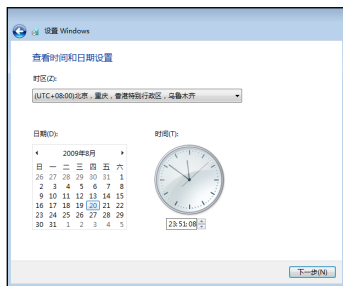 设置 Windows
查看时间和日期设置
时区(Z):
(UTC+08:00)北京，重庆，香港特别行政区，乌鲁木齐
日期(D):
时间(T):
2009年8月
日 一 二 三 四 五 六
26 27 28 29 30 31 1
2 3 4 5 6 7 8
9 10 11 12 13 14 15
16 17 18 19 20 21 22
23 24 25 26 27 28 29
30 31 1 2 3 4 5
23:51:08
下一步(N)